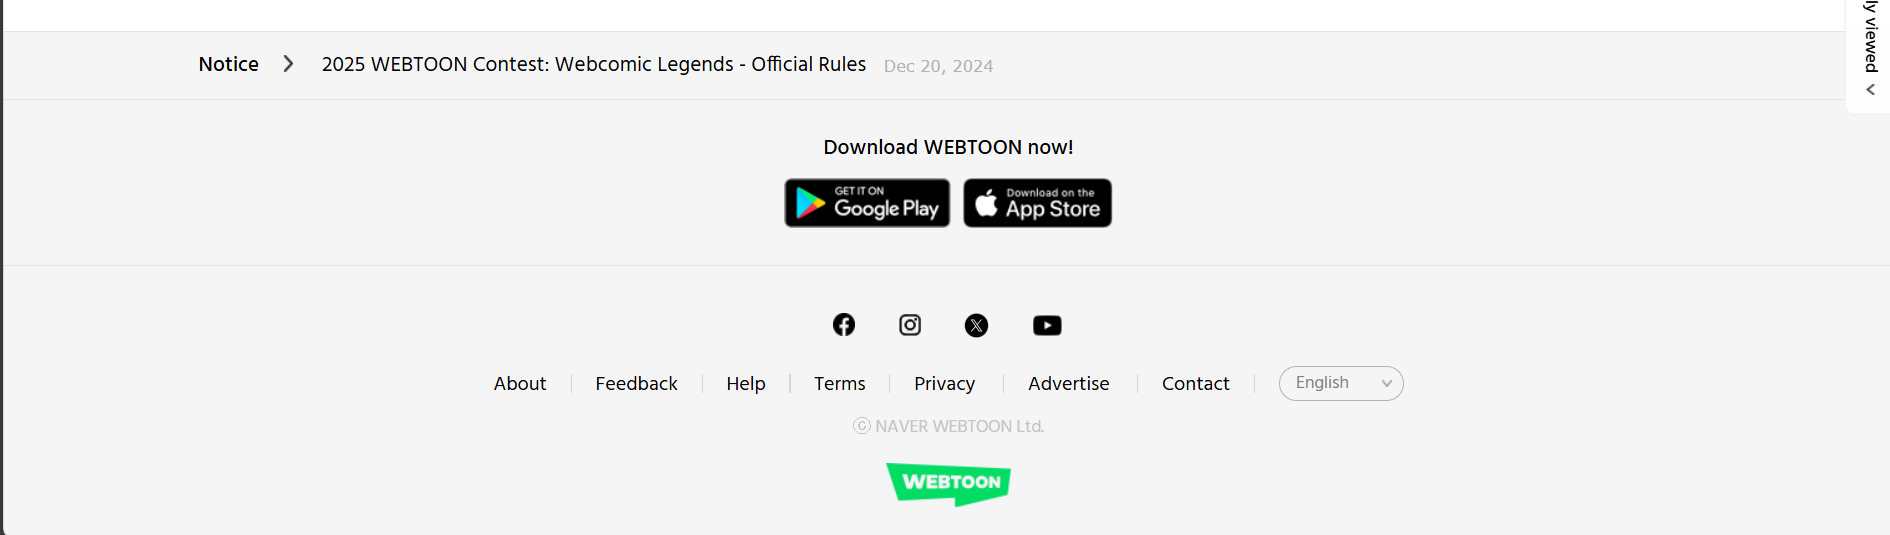 Notice 2025 WEBTOON Contest: Webcomic Legends - Official Rules Dec 20, 2024
viewed
Download WEBTOON now!
GET IT ON
Google Play
Download on the
App Store
About Feedback Help Terms Privacy Advertise Contact English
© NAVER WEBTOON Ltd.
WEBTOON